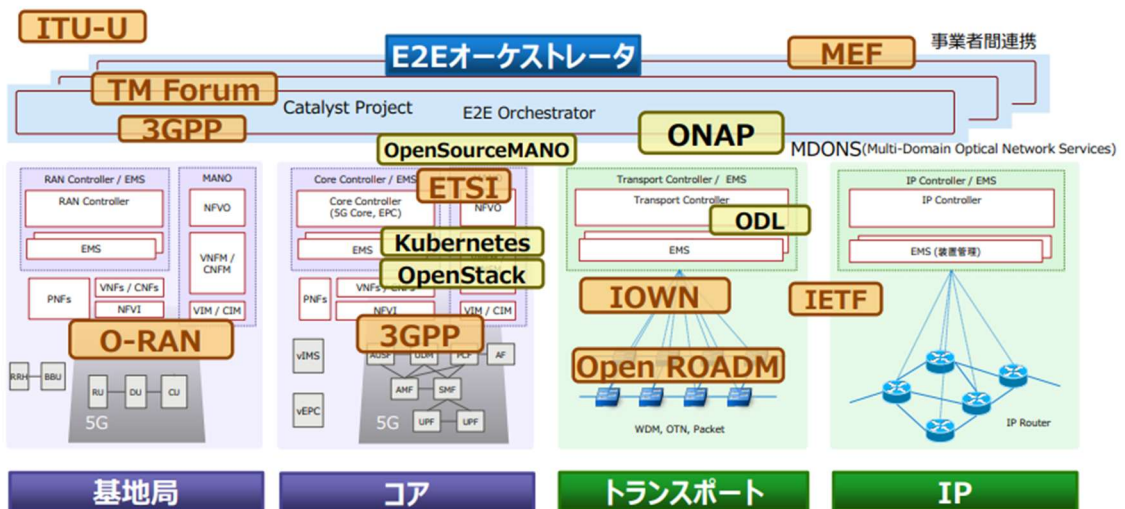 ITU-U
E2Eオーケストレータ
MEF
事業者間連携
TM Forum
Catalyst Project
E2E Orchestrator
3GPP
ONAP
OpenSourceMANO
MDONS(Multi-Domain Optical Network Services)
RAN Controller / EMS
RAN Controller
EMS
MANO
NFVO
VNFM /
CNFM
VIM / CIM
PNFs
VNFs / CNFs
NFVI
O-RAN
RRH
BBU
RU
DU
CU
5G
Core Controller / EMS
ETSI
Core Controller
(5G Core, EPC)
NFVO
EMS
Kubernetes
OpenStack
PNFs
VNFs / CNFs
NFVI
VIM / CIM
3GPP
vIMS
vEPC
AUSF
UDM
PCF
AF
AMF
SMF
UPF
UPF
5G
Transport Controller / EMS
Transport Controller
ODL
EMS
IOWN
Open ROADM
WDM, OTN, Packet
IP Controller / EMS
IP Controller
EMS (装置管理)
IETF
IP Router
基地局
コア
トランスポート
IP